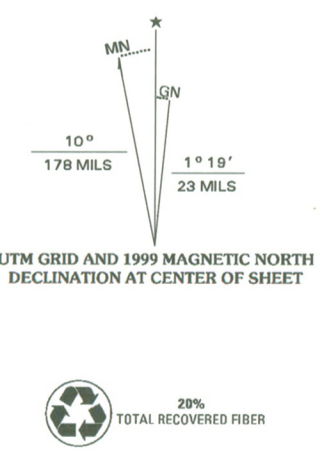 MN
GN
10°
178 MILS
1° 19′
23 MILS
UTM GRID AND 1999 MAGNETIC NORTH
DECLINATION AT CENTER OF SHEET
20%
TOTAL RECOVERED FIBER